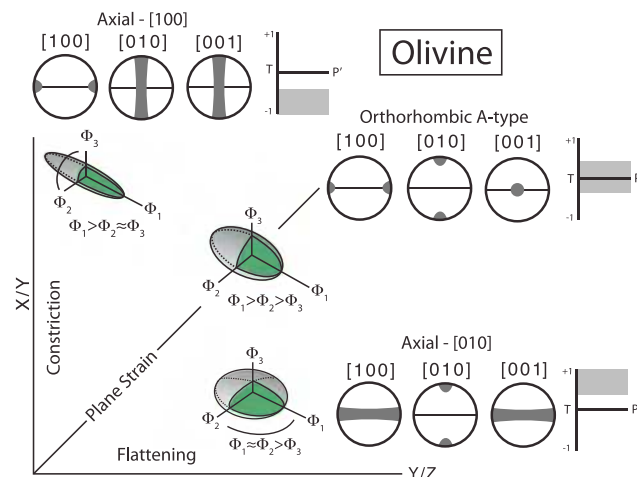 Axial - [100]
[100] [010] [001]
+1
T P'
-1
Olivine
Orthorhombic A-type
[100] [010] [001]
+1
T P
-1
Φ3
Φ2 Φ1
Φ1>Φ2≈Φ3
Φ3
Φ2 Φ1
Φ1>Φ2>Φ3
X/Y
Constriction
Plane Strain
Axial - [010]
[100] [010] [001]
+1
T P
-1
Φ3
Φ2 Φ1
Φ1≈Φ2>Φ3
Flattening
Y/Z